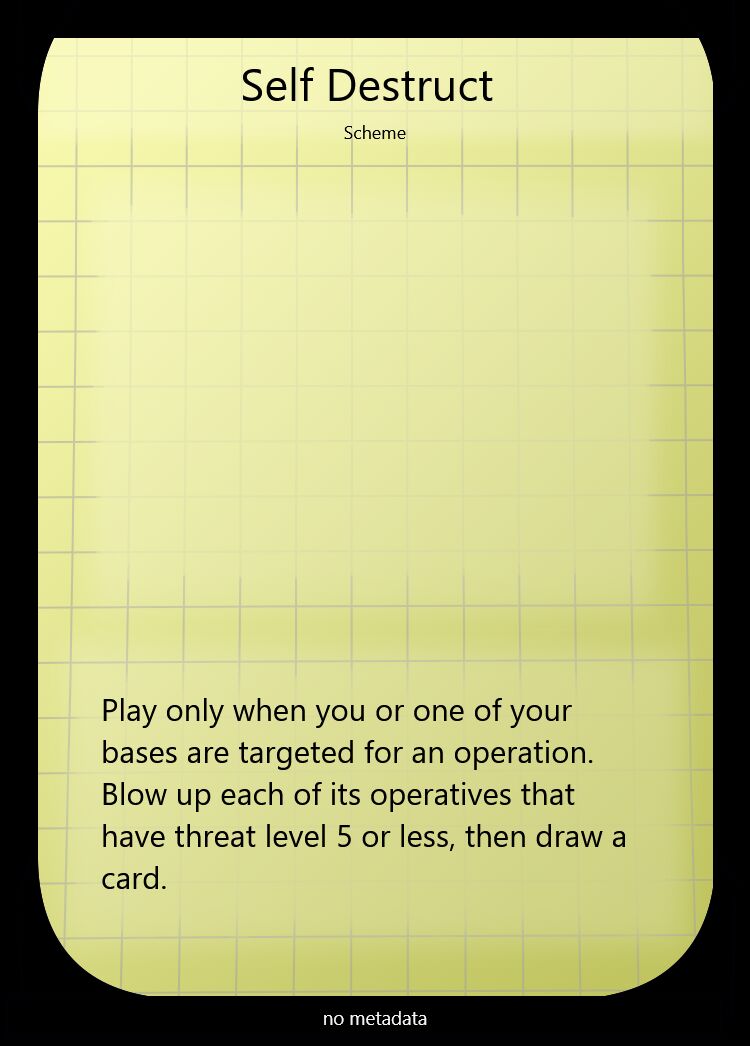 Self Destruct
Scheme
Play only when you or one of your
bases are targeted for an operation.
Blow up each of its operatives that
have threat level 5 or less, then draw a
card.
no metadata